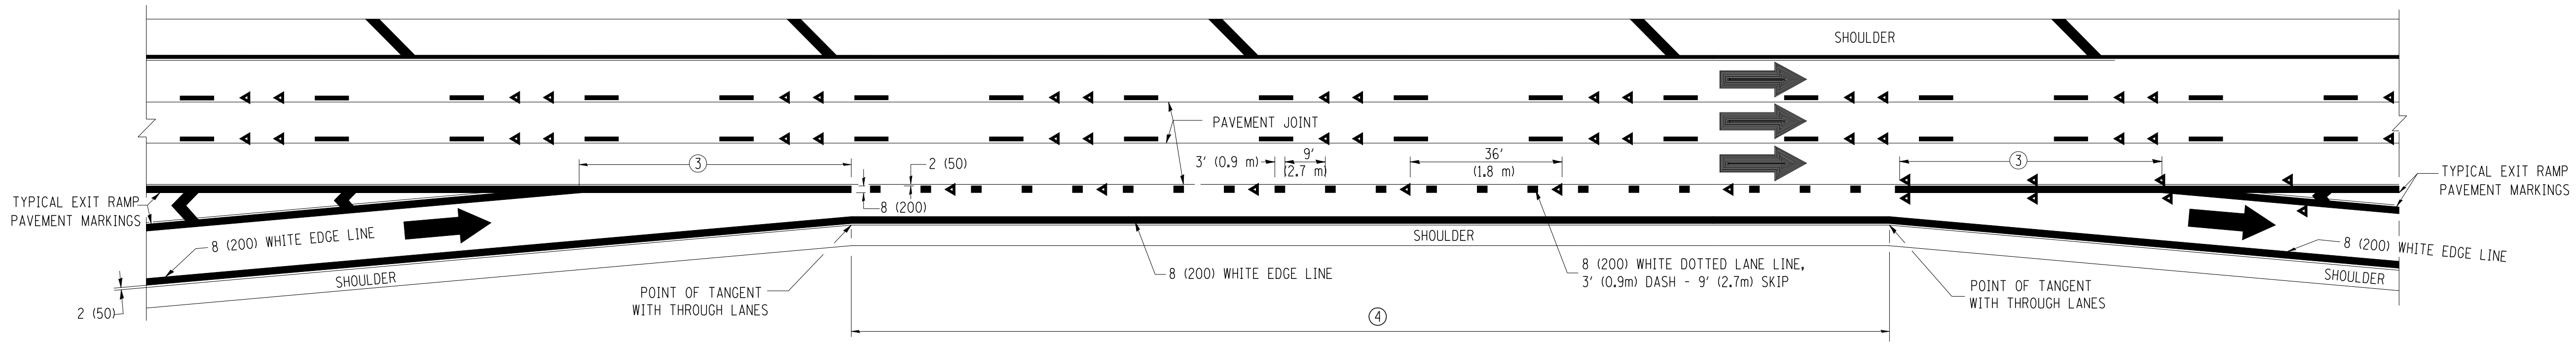 SHOULDER
PAVEMENT JOINT
3
2 (50)
3' (0.9 m)
9'
(2.7 m)
36'
(1.8 m)
3
TYPICAL EXIT RAMP
PAVEMENT MARKINGS
TYPICAL EXIT RAMP
PAVEMENT MARKINGS
8 (200)
8 (200) WHITE EDGE LINE
SHOULDER
8 (200) WHITE EDGE LINE
SHOULDER
2 (50)
POINT OF TANGENT
WITH THROUGH LANES
8 (200) WHITE EDGE LINE
8 (200) WHITE DOTTED LANE LINE,
3' (0.9m) DASH - 9' (2.7m) SKIP
POINT OF TANGENT
WITH THROUGH LANES
SHOULDER
4